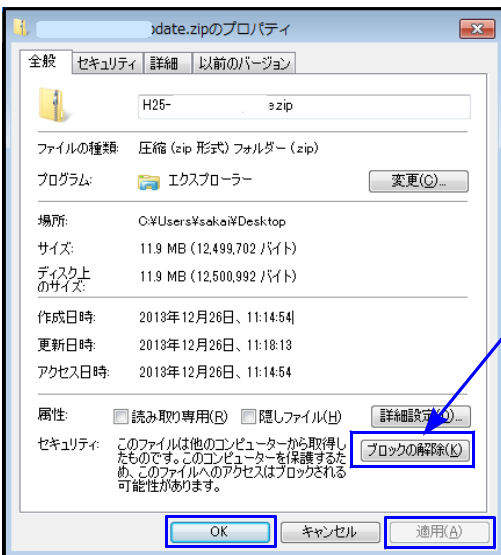 pdate.zipのプロパティ
全般 セキュリティ 詳細 以前のバージョン
H25- e.zip
ファイルの種類: 圧縮 (zip 形式) フォルダー (.zip)
プログラム: エクスプローラー 変更(C)...
場所: C:¥Users¥sakai¥Desktop
サイズ: 11.9 MB (12,499,702 バイト)
ディスク上
のサイズ: 11.9 MB (12,500,992 バイト)
作成日時: 2013年12月26日、11:14:54
更新日時: 2013年12月26日、11:18:13
アクセス日時: 2013年12月26日、11:14:54
属性: 読み取り専用(R) 隠しファイル(H) 詳細設定(D)...
セキュリティ: このファイルは他のコンピューターから取得し
たものです。このコンピューターを保護するた
め、このファイルへのアクセスはブロックされる
可能性があります。
ブロックの解除(K)
OK キャンセル 適用(A)